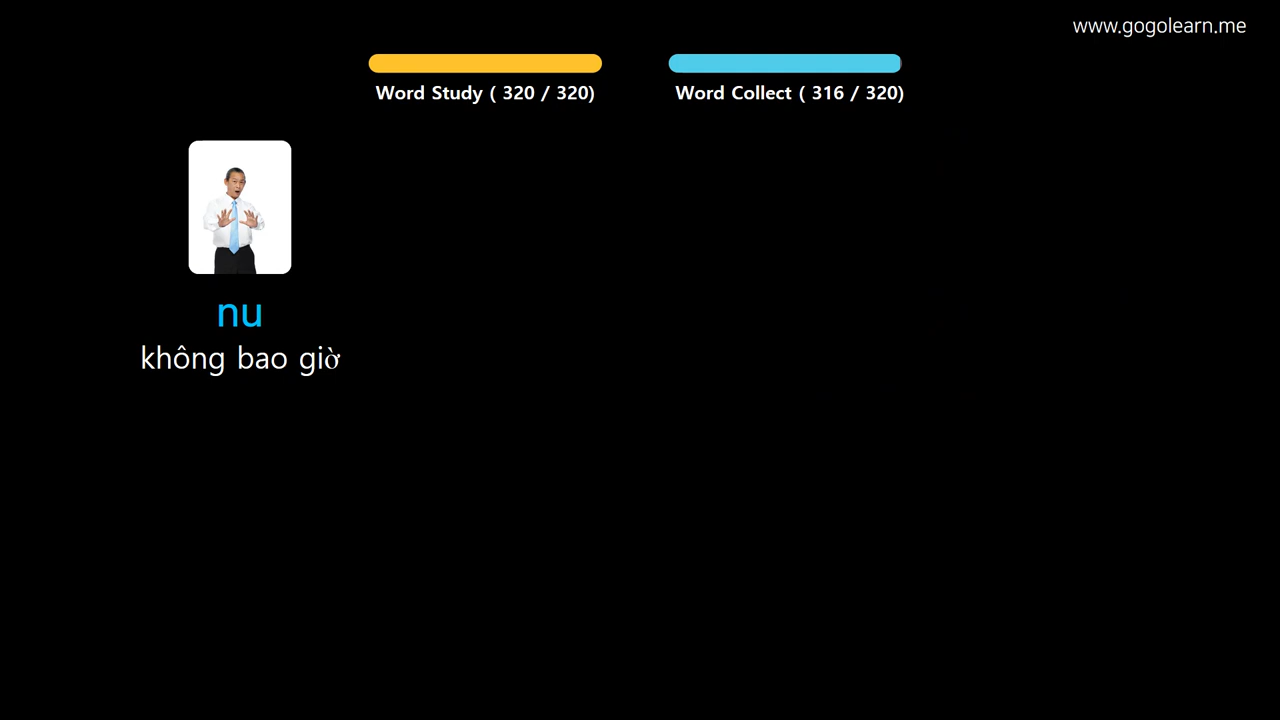 www.gogolearn.me
Word Study ( 320 / 320)
Word Collect ( 316 / 320)
nu
không bao giờ